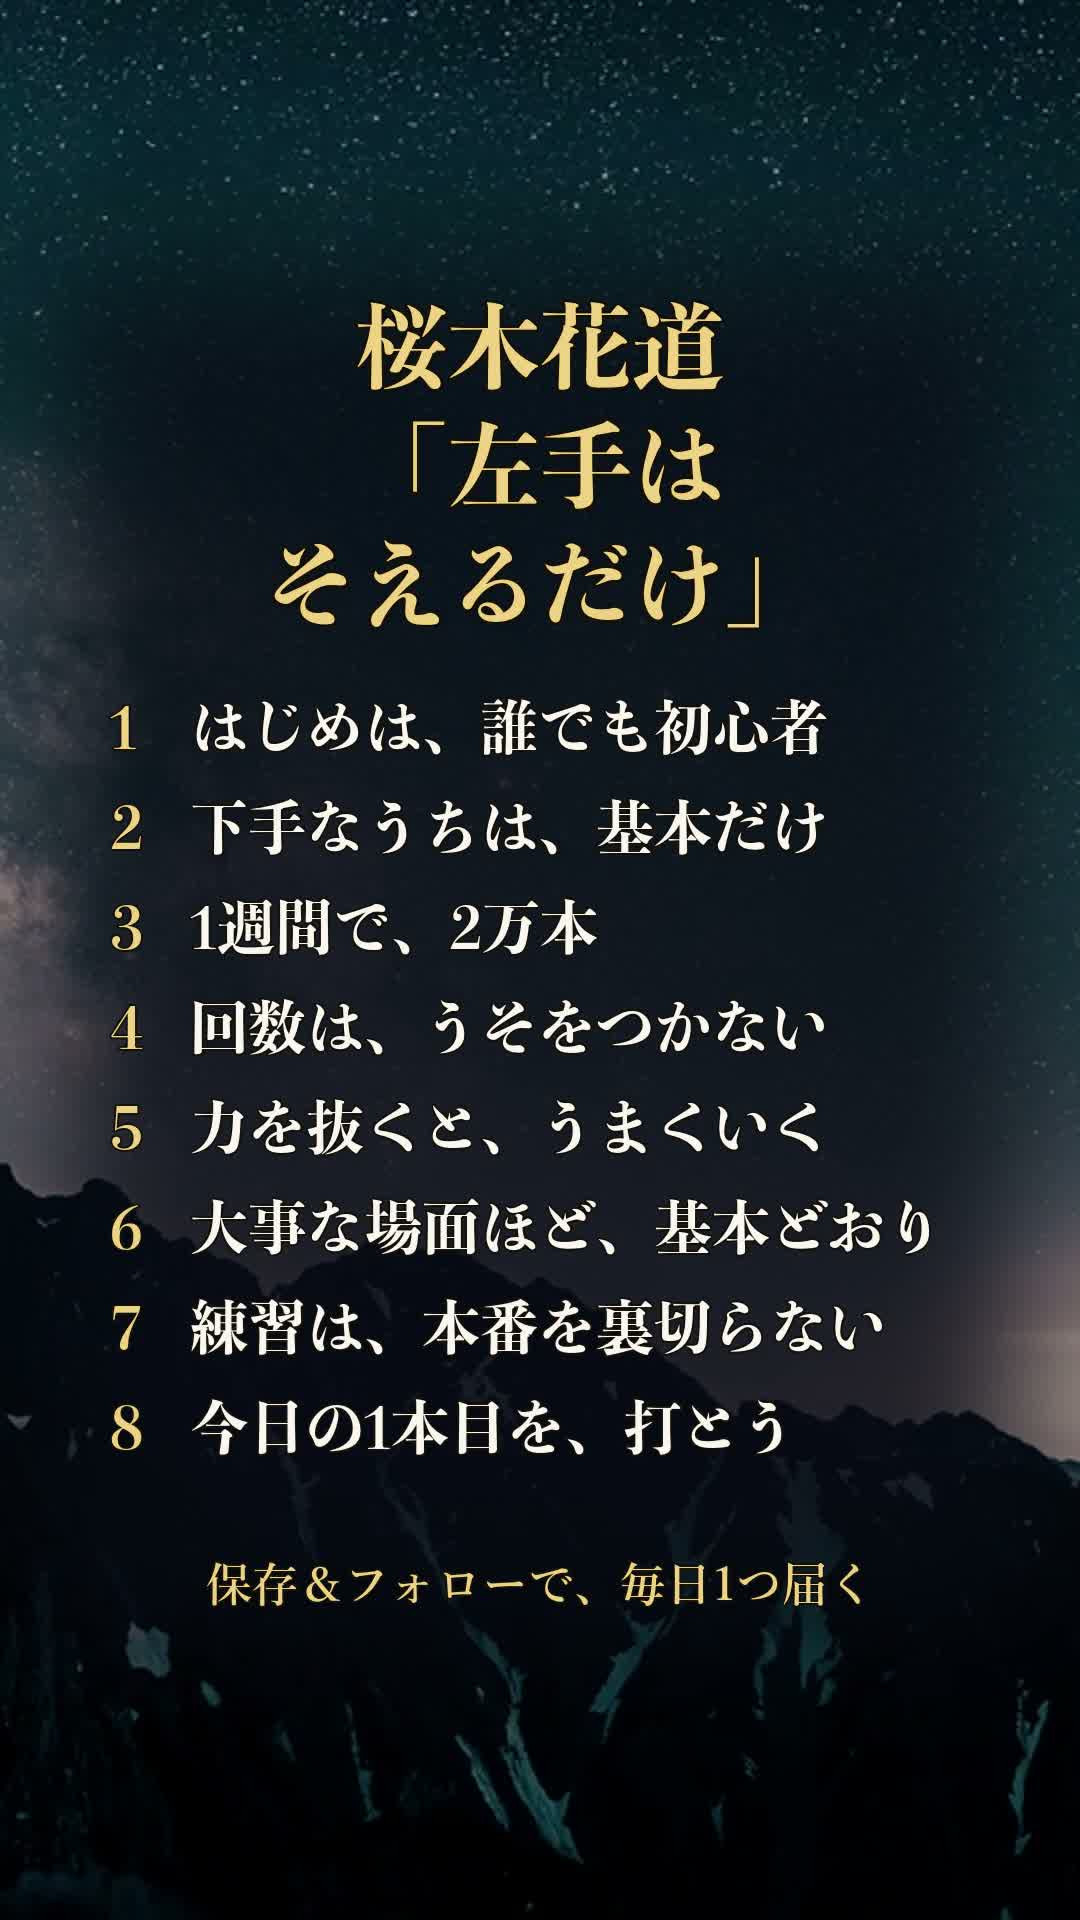 桜木花道
「左手は
そえるだけ」
1 はじめは、誰でも初心者
2 下手なうちは、基本だけ
3 1週間で、2万本
4 回数は、うそをつかない
5 力を抜くと、うまくいく
6 大事な場面ほど、基本どおり
7 練習は、本番を裏切らない
8 今日の1本目を、打とう
保存＆フォローで、毎日1つ届く